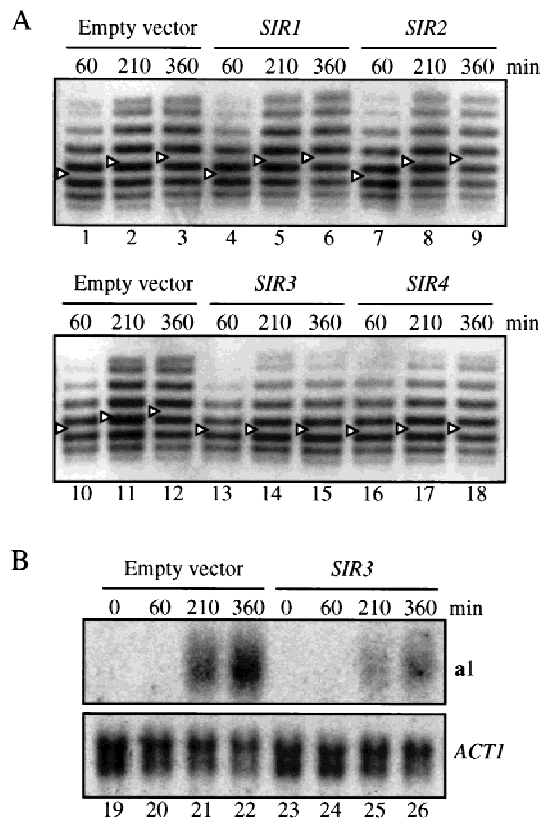 A
Empty vector SIR1 SIR2
60 210 360 60 210 360 60 210 360 min
1 2 3 4 5 6 7 8 9
Empty vector SIR3 SIR4
60 210 360 60 210 360 60 210 360 min
10 11 12 13 14 15 16 17 18
B
Empty vector SIR3
0 60 210 360 0 60 210 360 min
a1
ACT1
19 20 21 22 23 24 25 26